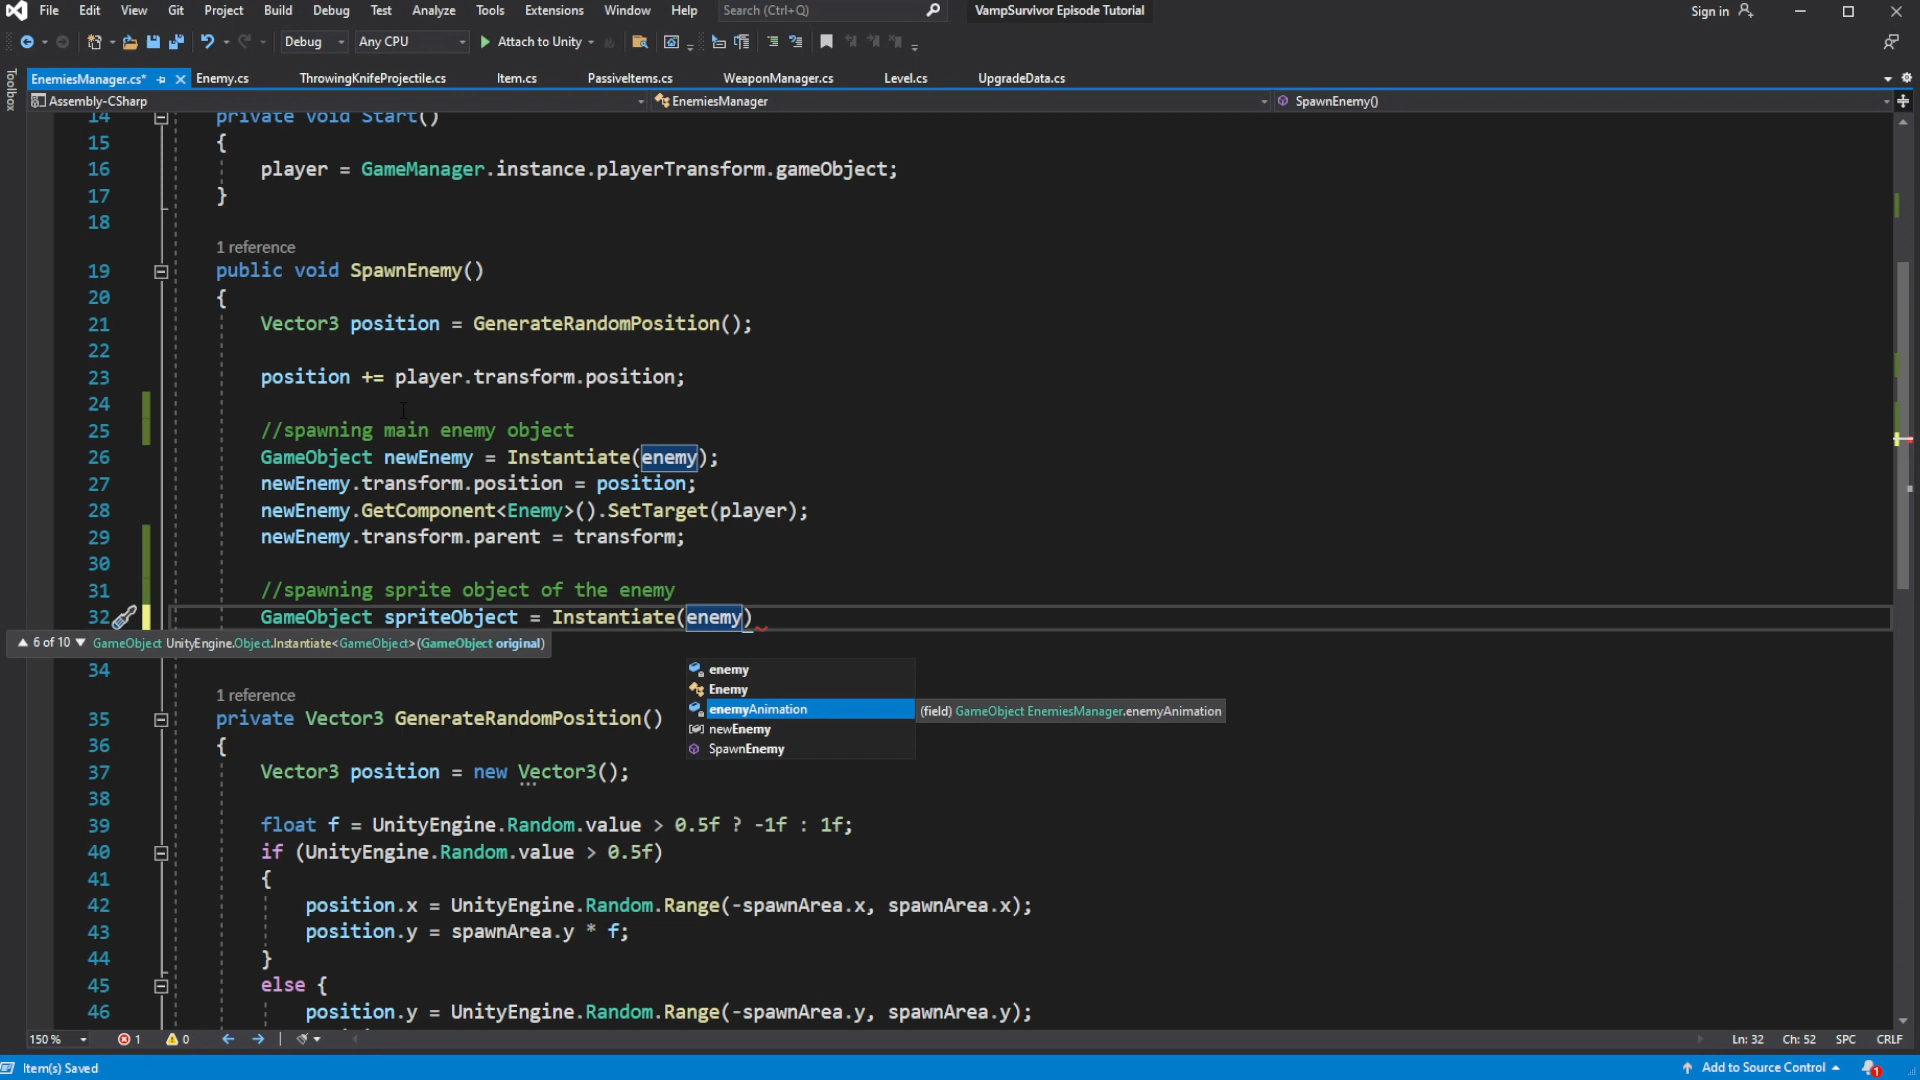 File Edit View Git Project Build Debug Test Analyze Tools Extensions Window Help Search (Ctrl+Q) VampSurvivor Episode Tutorial Sign in
Debug Any CPU Attach to Unity
EnemiesManager.cs* Enemy.cs ThrowingKnifeProjectile.cs Item.cs PassiveItems.cs WeaponManager.cs Level.cs UpgradeData.cs
Toolbox
Assembly-CSharp EnemiesManager SpawnEnemy()
14 private void Start()
15 {
16 player = GameManager.instance.playerTransform.gameObject;
17 }
18
1 reference
19 public void SpawnEnemy()
20 {
21 Vector3 position = GenerateRandomPosition();
22
23 position += player.transform.position;
24
25 //spawning main enemy object
26 GameObject newEnemy = Instantiate(enemy);
27 newEnemy.transform.position = position;
28 newEnemy.GetComponent<Enemy>().SetTarget(player);
29 newEnemy.transform.parent = transform;
30
31 //spawning sprite object of the enemy
32 GameObject spriteObject = Instantiate(enemy)
6 of 10 GameObject UnityEngine.Object.Instantiate<GameObject>(GameObject original)
34
enemy
Enemy
enemyAnimation (field) GameObject EnemiesManager.enemyAnimation
newEnemy
SpawnEnemy
1 reference
35 private Vector3 GenerateRandomPosition()
36 {
37 Vector3 position = new Vector3();
38
39 float f = UnityEngine.Random.value > 0.5f ? -1f : 1f;
40 if (UnityEngine.Random.value > 0.5f)
41 {
42 position.x = UnityEngine.Random.Range(-spawnArea.x, spawnArea.x);
43 position.y = spawnArea.y * f;
44 }
45 else {
46 position.y = UnityEngine.Random.Range(-spawnArea.y, spawnArea.y);
150 % 1 0 Ln: 32 Ch: 52 SPC CRLF
Item(s) Saved Add to Source Control 1